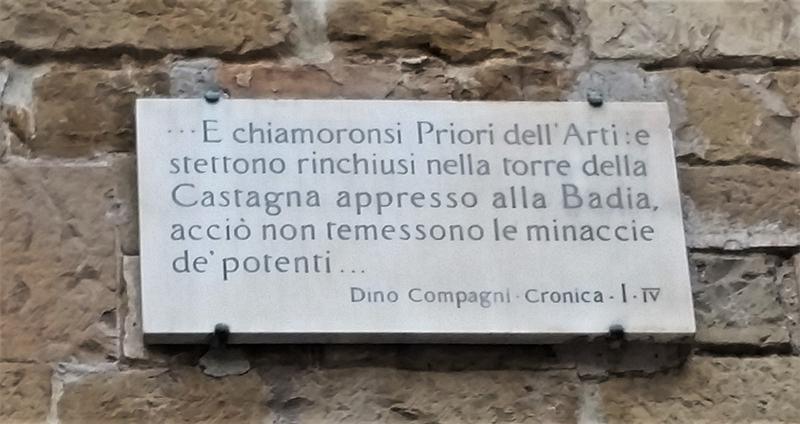 ...E chiamoronsi Priori dell'Arti: e
stettono rinchiusi nella torre della
Castagna appresso alla Badia,
acciò non temessono le minaccie
de' potenti...
Dino Compagni · Cronica · I · IV